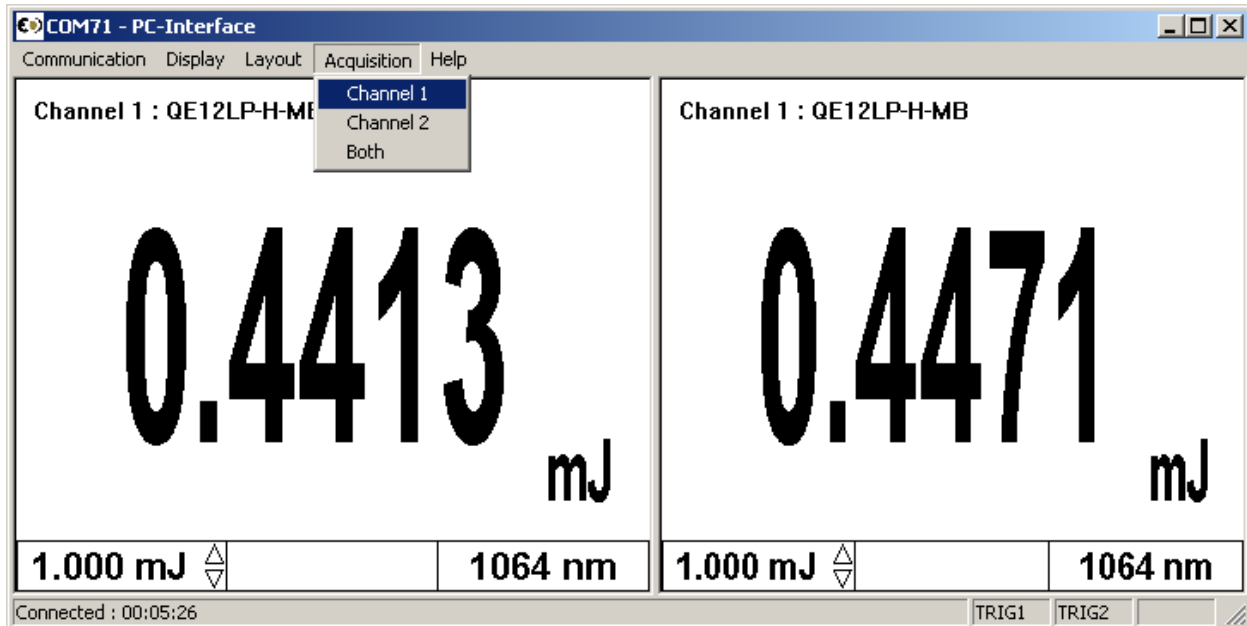 COM71 - PC-Interface
Communication Display Layout Acquisition Help
Channel 1
Channel 2
Both
Channel 1 : QE12LP-H-MB
0.4413
mJ
1.000 mJ
1064 nm
Channel 1 : QE12LP-H-MB
0.4471
mJ
1.000 mJ
1064 nm
Connected : 00:05:26
TRIG1 TRIG2